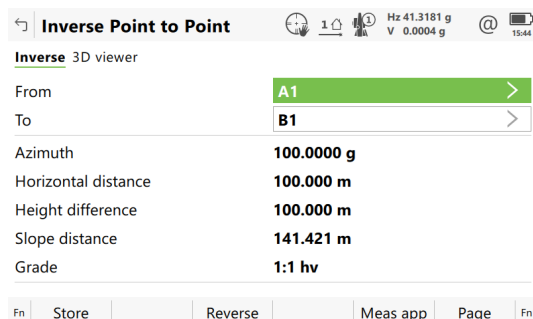 Inverse Point to Point
1
1
Hz 41.3181 g
V 0.0004 g
@
15:44
Inverse 3D viewer
From A1
To B1
Azimuth 100.0000 g
Horizontal distance 100.000 m
Height difference 100.000 m
Slope distance 141.421 m
Grade 1:1 hv
Fn Store Reverse Meas app Page Fn